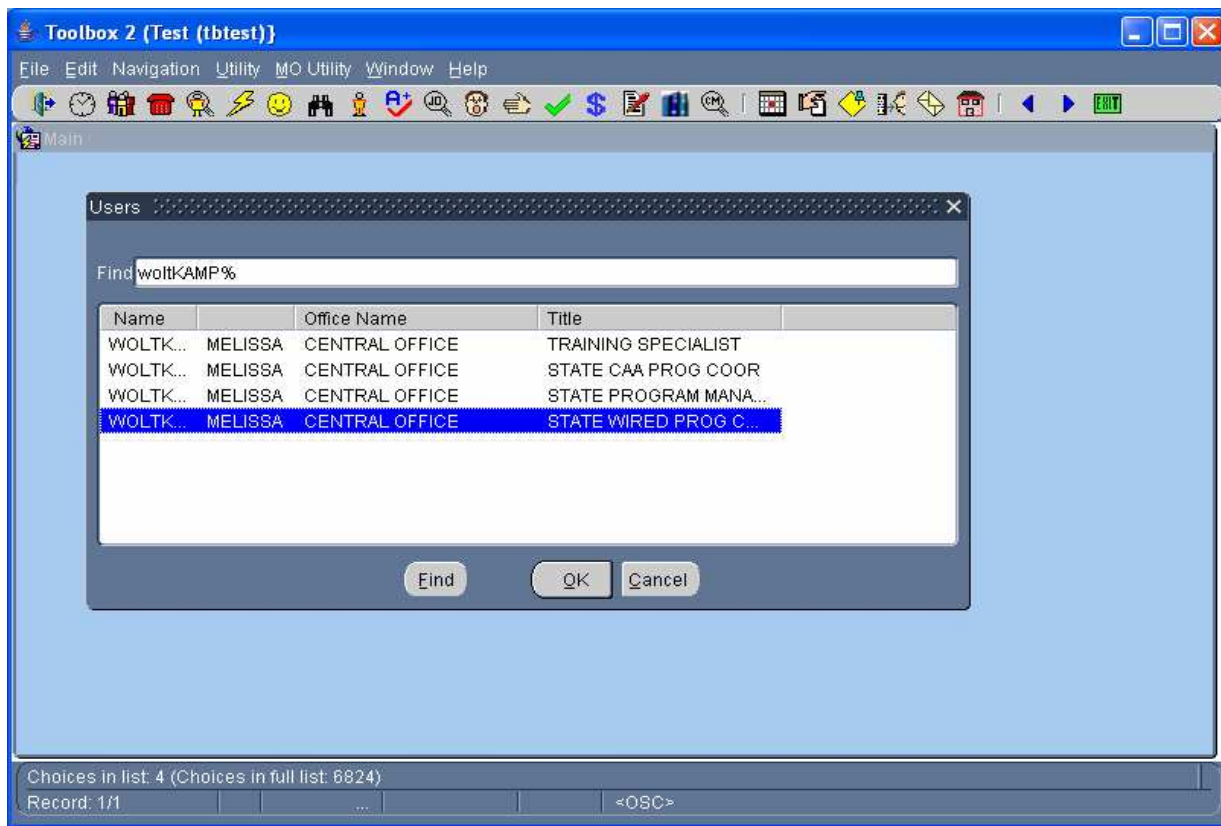 Toolbox 2 (Test (tbtest)}
File Edit Navigation Utility MO Utility Window Help
A+ JD $ CM EXIT
Main
Users
Find woltKAMP%
Name Office Name Title
WOLTK... MELISSA CENTRAL OFFICE TRAINING SPECIALIST
WOLTK... MELISSA CENTRAL OFFICE STATE CAA PROG COOR
WOLTK... MELISSA CENTRAL OFFICE STATE PROGRAM MANA...
WOLTK... MELISSA CENTRAL OFFICE STATE WIRED PROG C...
Find OK Cancel
Choices in list: 4 (Choices in full list: 6824)
Record: 1/1 ... <OSC>